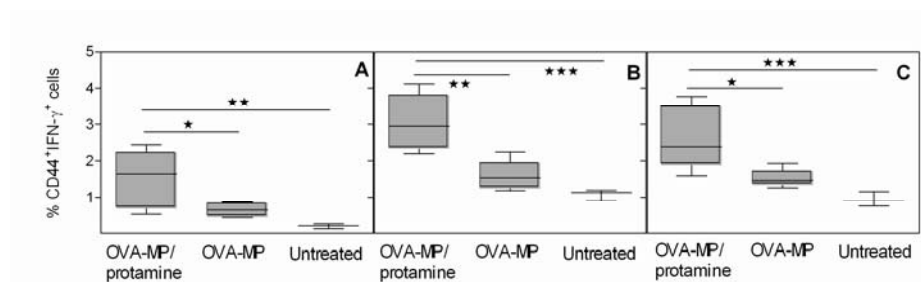 5
4
3
2
1
% CD44⁺IFN-γ⁺ cells
A
★★
★
OVA-MP/
protamine
OVA-MP
Untreated
B
★★
★★★
OVA-MP/
protamine
OVA-MP
Untreated
C
★★★
★
OVA-MP/
protamine
OVA-MP
Untreated